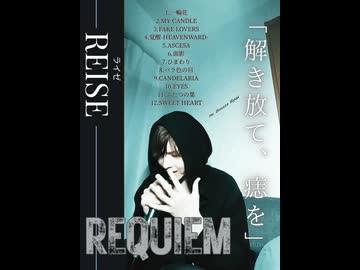 ライゼ
REISE
1.一輪花
2.MY CANDLE
3.FAKE LOVERS
4.覚醒-HEAVENWARD-
5.ASCESA
6.面影
7.ひまわり
8.バラ色の日
9.CANDELARIA
10.EYES
11.ふたつの巣
12.SWEET HEART
「解き放て、痣を」
REQUIEM